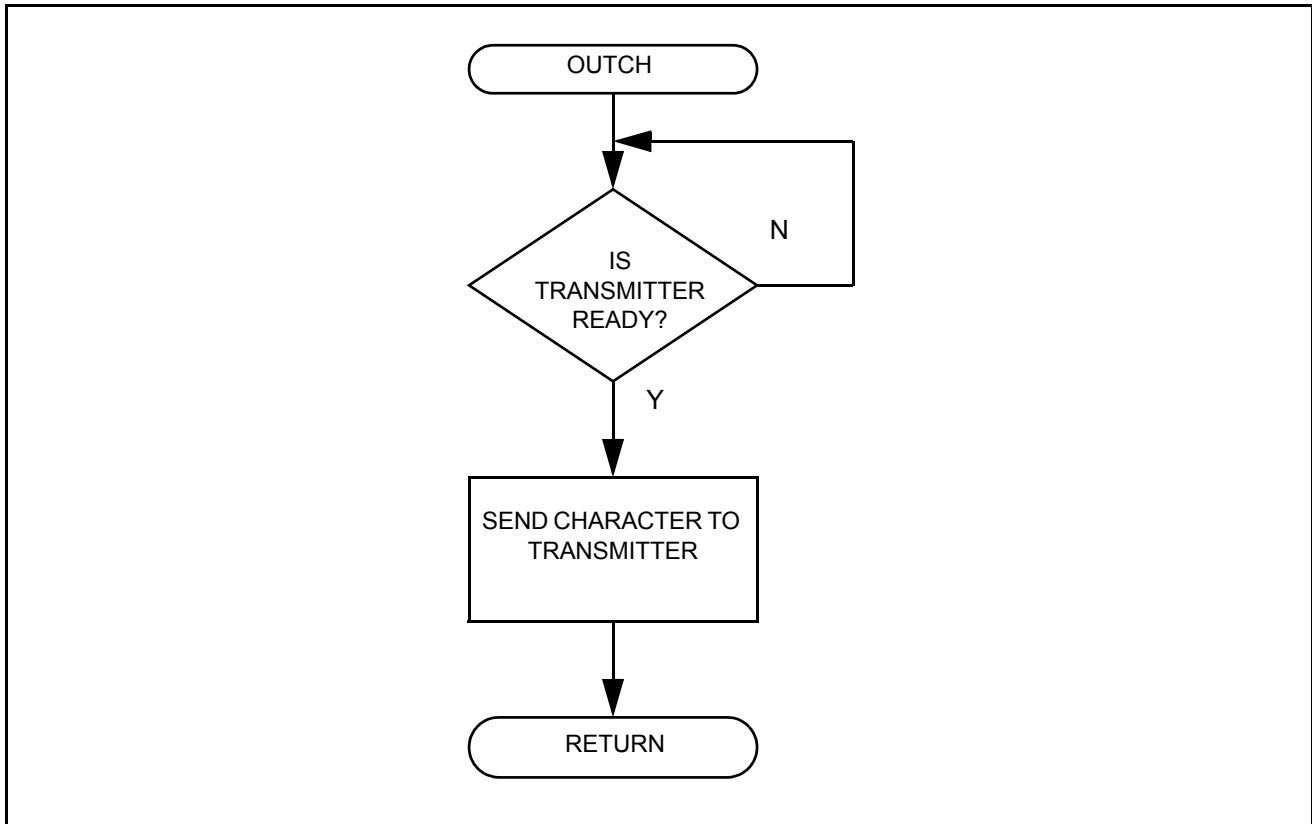 OUTCH
N
IS
TRANSMITTER
READY?
Y
SEND CHARACTER TO
TRANSMITTER
RETURN